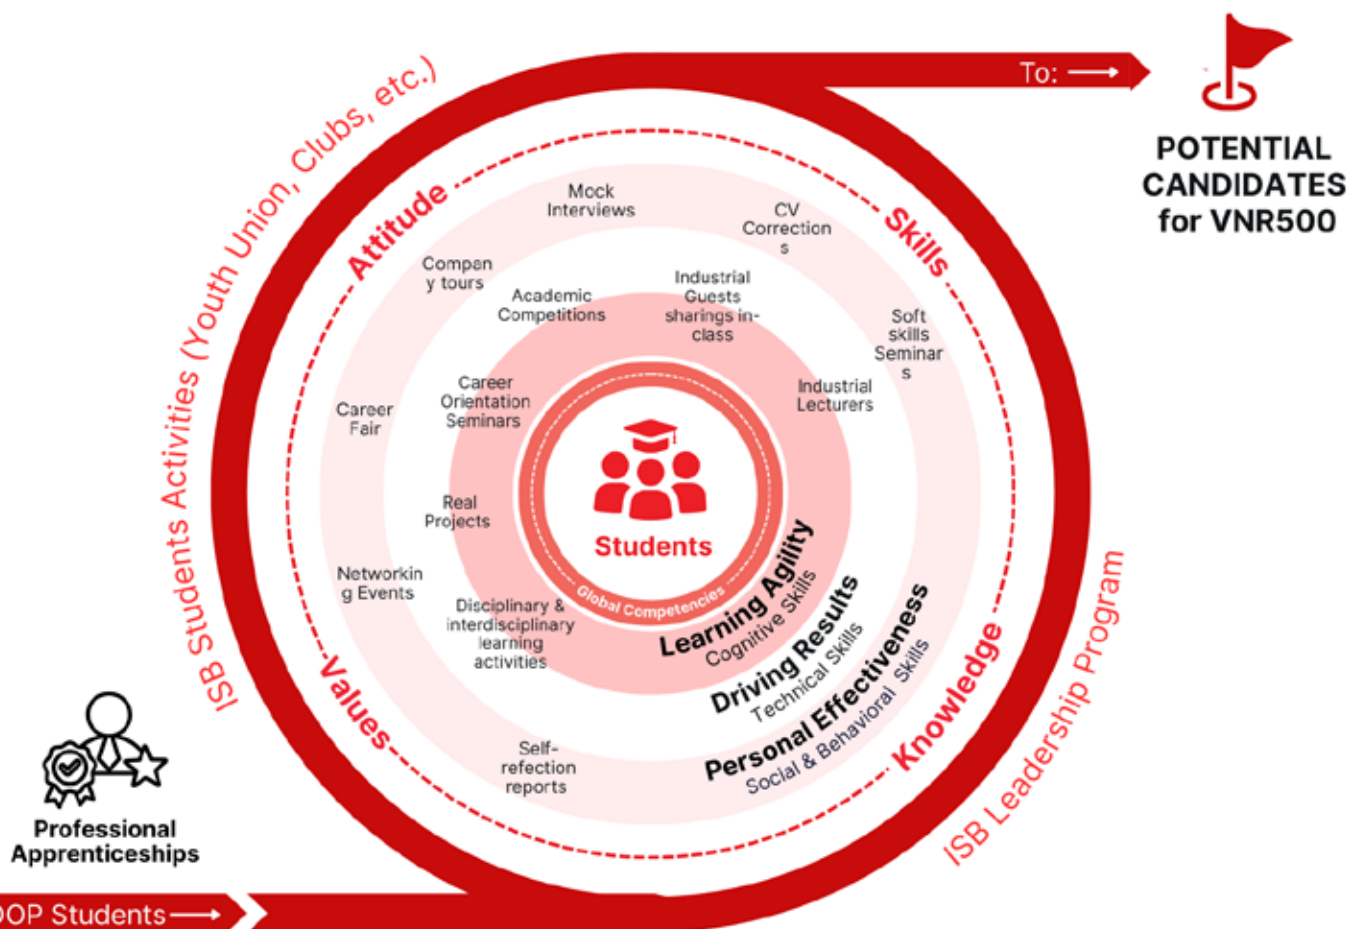 To:
POTENTIAL
CANDIDATES
for VNR500
ISB Students Activities (Youth Union, Clubs, etc.)
Attitude
Skills
Mock
Interviews
CV
Correction
s
Compan
y tours
Academic
Competitions
Industrial
Guests
sharings in-
class
Soft
skills
Seminar
s
Career
Fair
Career
Orientation
Seminars
Industrial
Lecturers
Real
Projects
Students
Global Competencies
Networkin
g Events
Disciplinary &
interdisciplinary
learning
activities
Learning Agility
Cognitive Skills
Driving Results
Technical Skills
Personal Effectiveness
Social & Behavioral Skills
Values
Knowledge
Self-
refection
reports
ISB Leadership Program
Professional
Apprenticeships
OOP Students